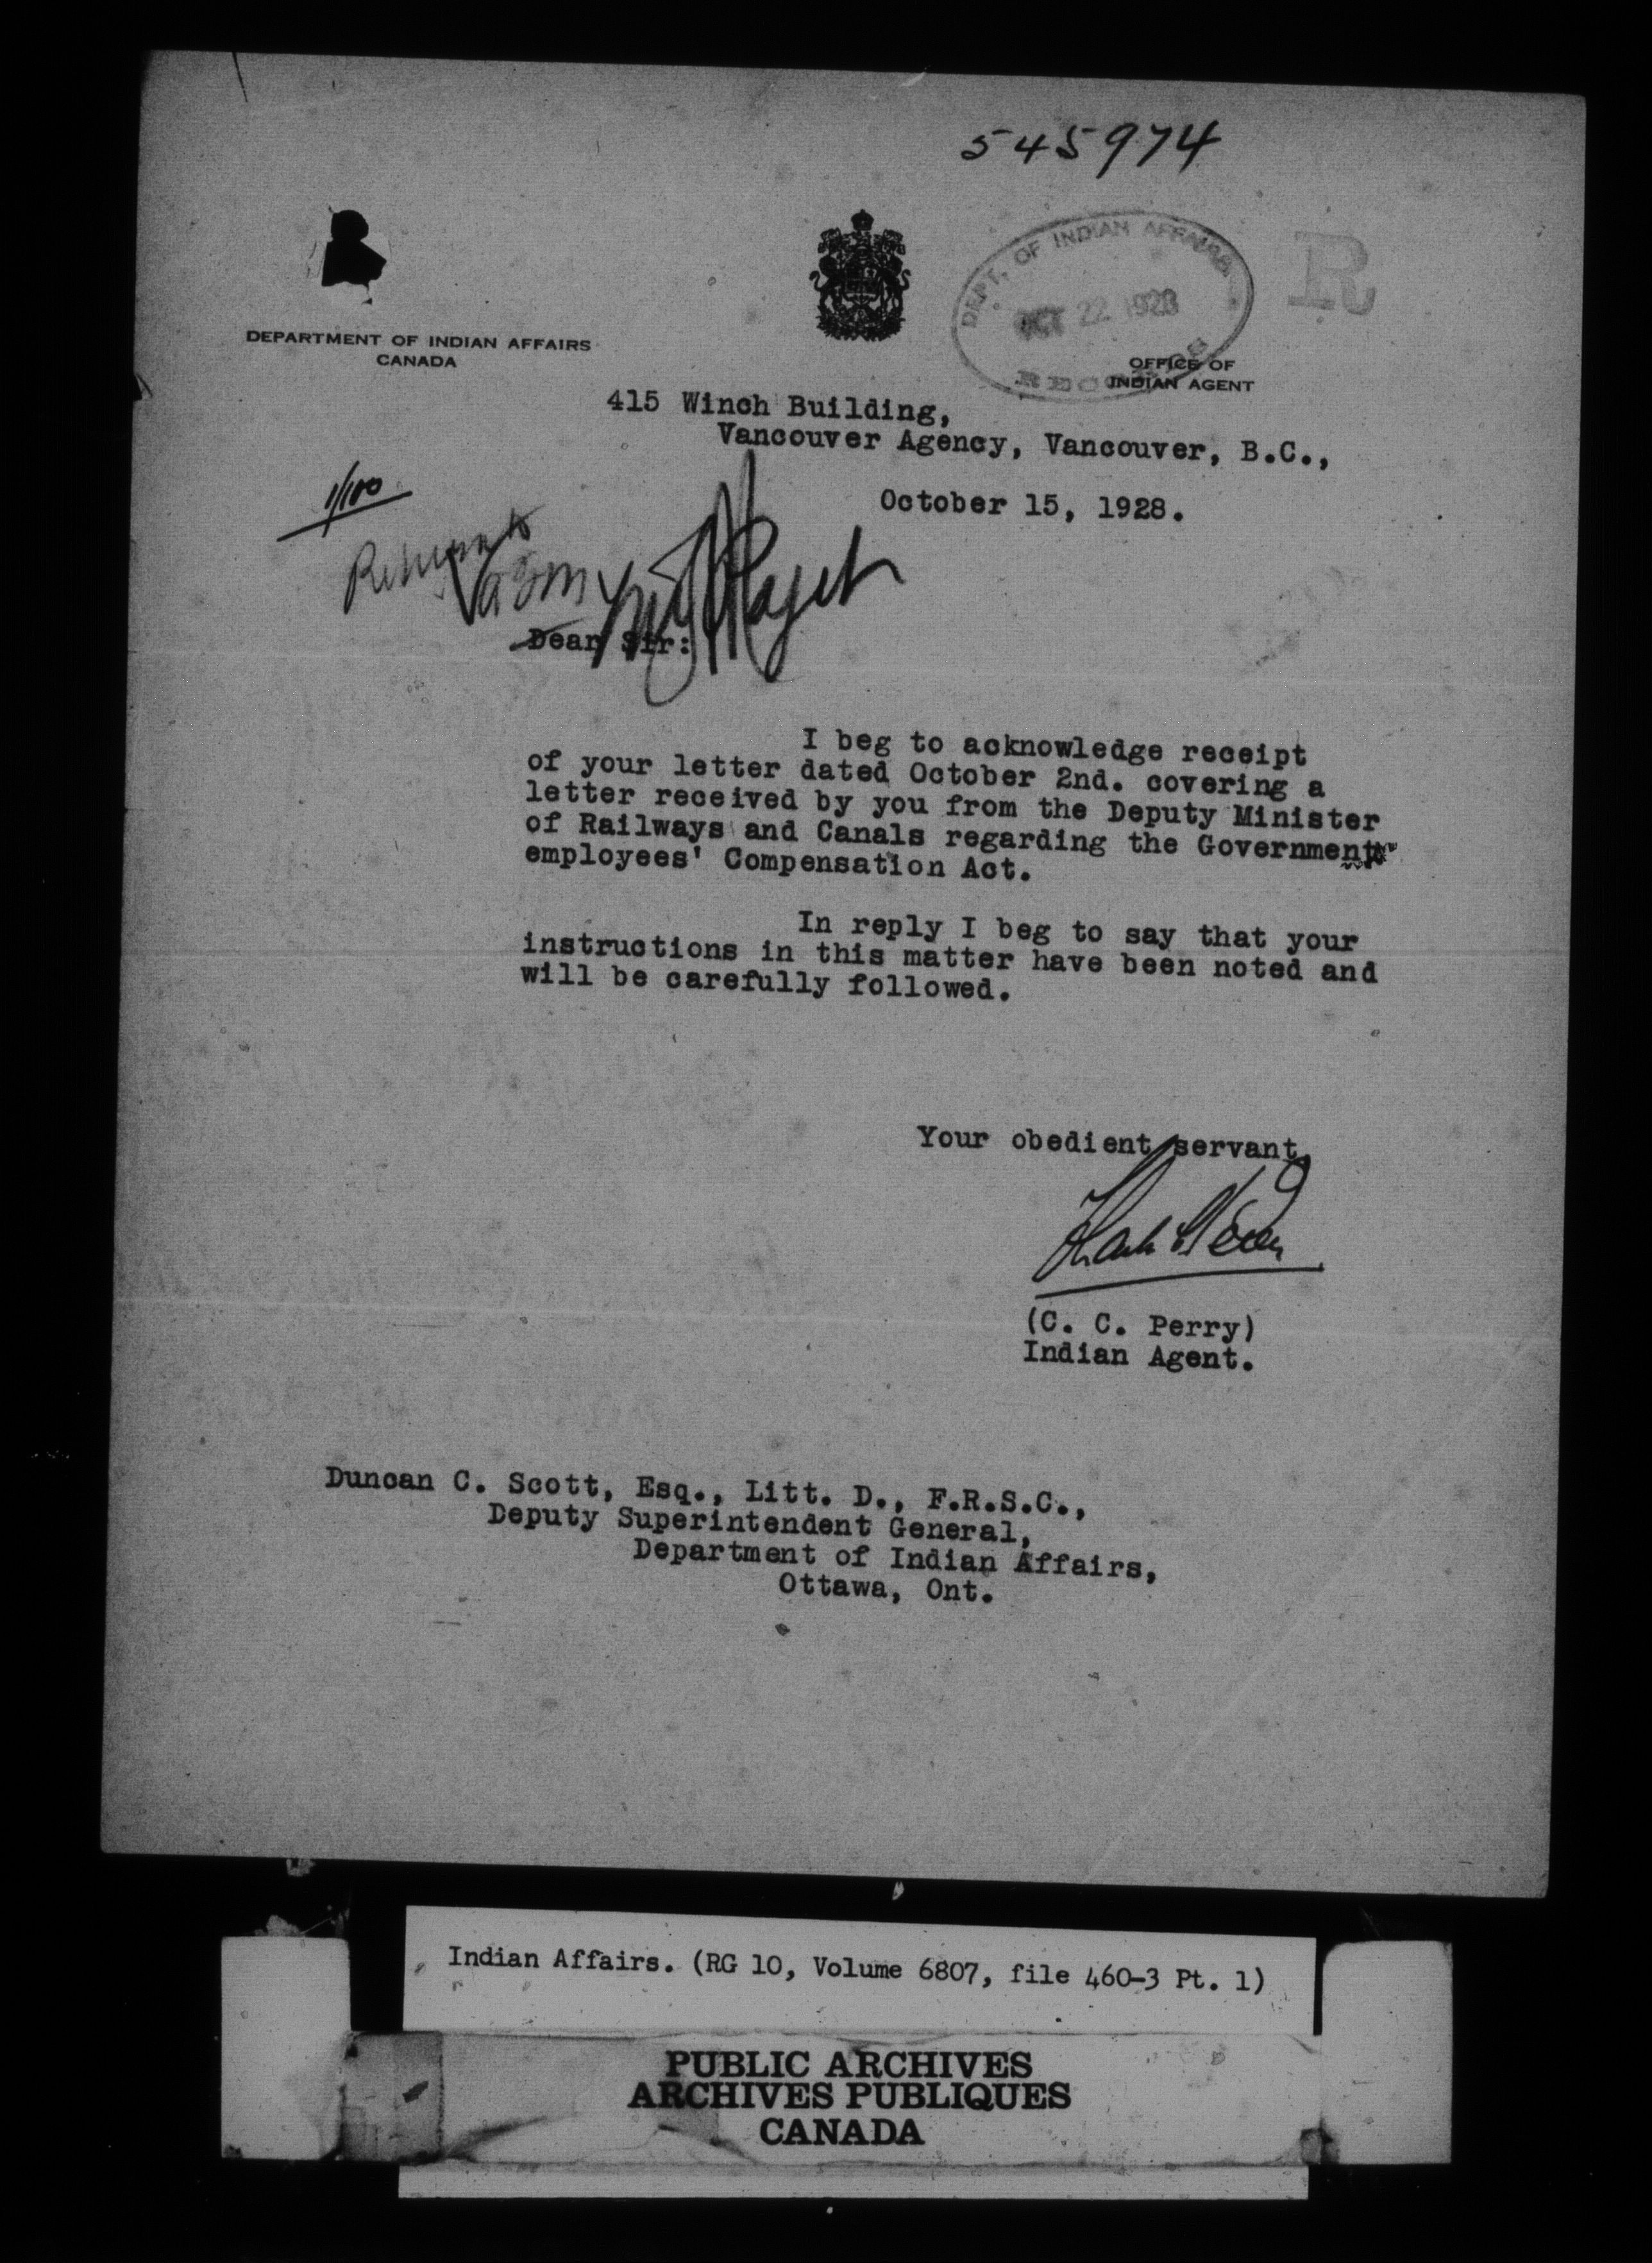 545974
DEPT. OF INDIAN AFFAIRS
OCT 22 1928
R
DEPARTMENT OF INDIAN AFFAIRS
CANADA
OFFICE OF
INDIAN AGENT
415 Winch Building,
Vancouver Agency, Vancouver, B.C.,
October 15, 1928.
Dear Sir:
I beg to acknowledge receipt
of your letter dated October 2nd. covering a
letter received by you from the Deputy Minister
of Railways and Canals regarding the Government
employees' Compensation Act.
In reply I beg to say that your
instructions in this matter have been noted and
will be carefully followed.
Your obedient servant,
(C. C. Perry)
Indian Agent.
Duncan C. Scott, Esq., Litt. D., F.R.S.C.,
Deputy Superintendent General,
Department of Indian Affairs,
Ottawa, Ont.
Indian Affairs. (RG 10, Volume 6807, file 460-3 Pt. 1)
PUBLIC ARCHIVES
ARCHIVES PUBLIQUES
CANADA